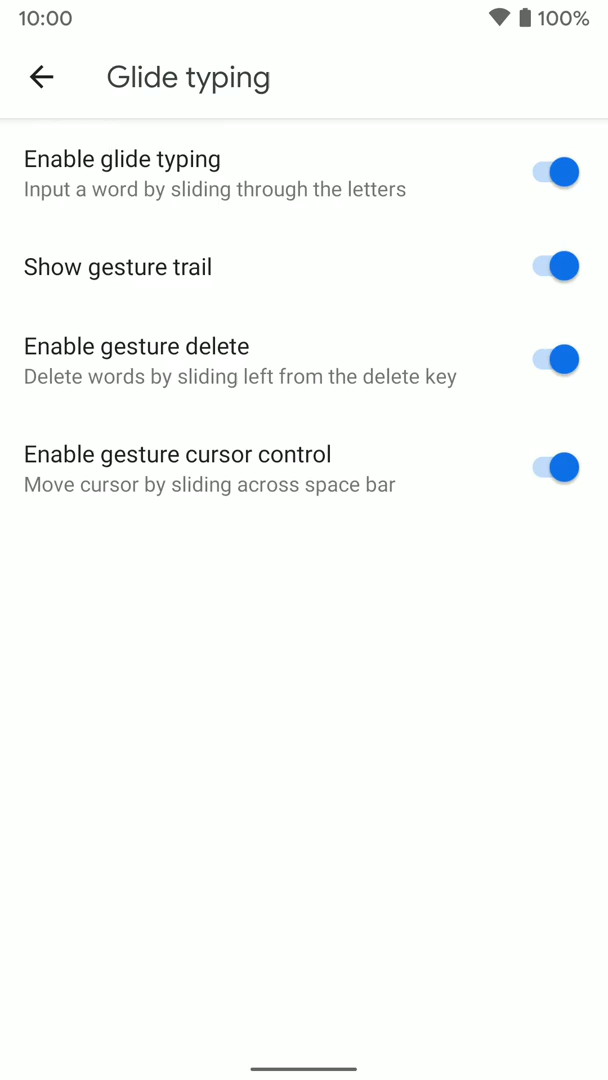 10:00
100%
Glide typing
Enable glide typing
Input a word by sliding through the letters
Show gesture trail
Enable gesture delete
Delete words by sliding left from the delete key
Enable gesture cursor control
Move cursor by sliding across space bar